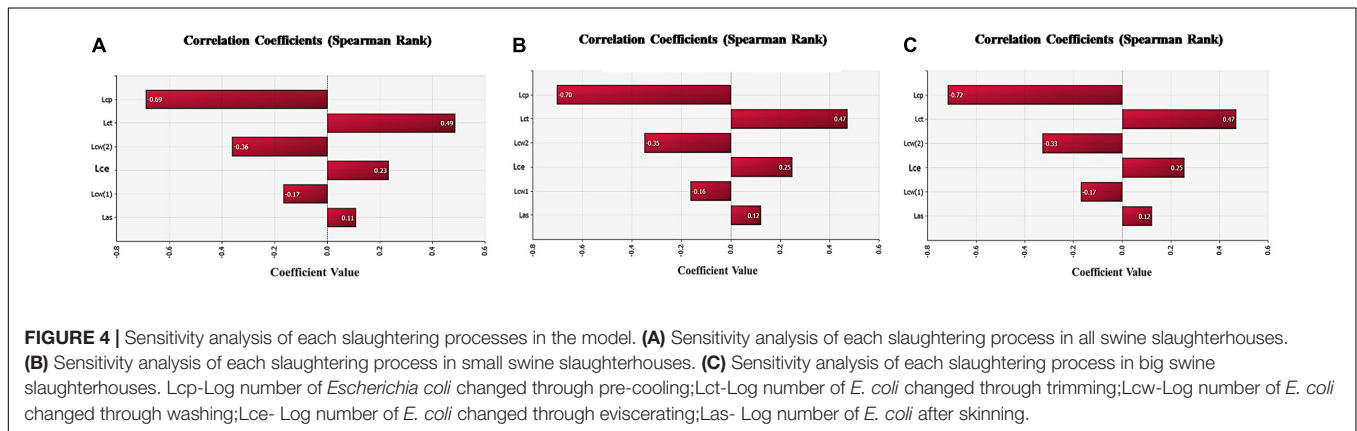 A
Correlation Coefficients (Spearman Rank)
Lcp
-0.69
Lct
0.49
Lcw(2)
-0.36
Lce
0.23
Lcw(1)
-0.17
Las
0.11
-0.8 -0.6 -0.4 -0.2 0.0 0.2 0.4 0.6
Coefficient Value
B
Correlation Coefficients (Spearman Rank)
Lcp
-0.70
Lct
0.47
Lcw2
-0.35
Lce
0.25
Lcw1
-0.16
Las
0.12
-0.8 -0.6 -0.4 -0.2 0.0 0.2 0.4 0.6
Coefficient Value
C
Correlation Coefficients (Spearman Rank)
Lcp
-0.72
Lct
0.47
Lcw(2)
-0.33
Lce
0.25
Lcw(1)
-0.17
Las
0.12
-0.8 -0.6 -0.4 -0.2 0.0 0.2 0.4 0.6
Coefficient Value
FIGURE 4 | Sensitivity analysis of each slaughtering processes in the model. (A) Sensitivity analysis of each slaughtering process in all swine slaughterhouses.
(B) Sensitivity analysis of each slaughtering process in small swine slaughterhouses. (C) Sensitivity analysis of each slaughtering process in big swine
slaughterhouses. Lcp-Log number of Escherichia coli changed through pre-cooling;Lct-Log number of E. coli changed through trimming;Lcw-Log number of E. coli
changed through washing;Lce- Log number of E. coli changed through eviscerating;Las- Log number of E. coli after skinning.